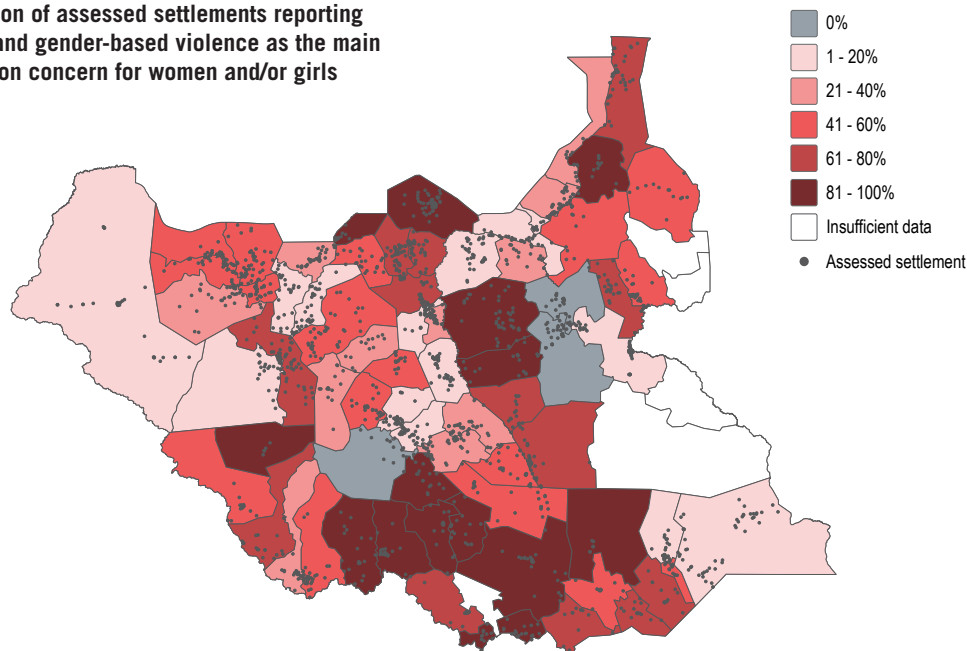 on of assessed settlements reporting
and gender-based violence as the main
on concern for women and/or girls
0%
1 - 20%
21 - 40%
41 - 60%
61 - 80%
81 - 100%
Insufficient data
Assessed settlement